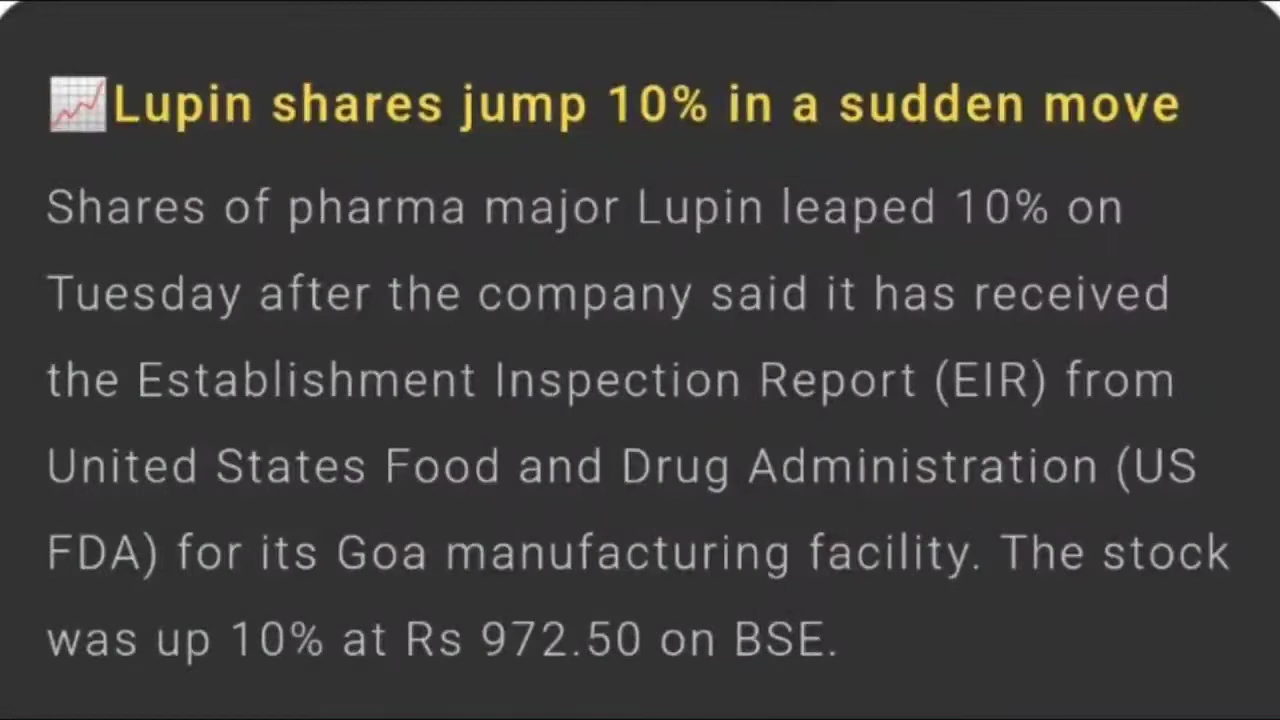 📈Lupin shares jump 10% in a sudden move
Shares of pharma major Lupin leaped 10% on
Tuesday after the company said it has received
the Establishment Inspection Report (EIR) from
United States Food and Drug Administration (US
FDA) for its Goa manufacturing facility. The stock
was up 10% at Rs 972.50 on BSE.